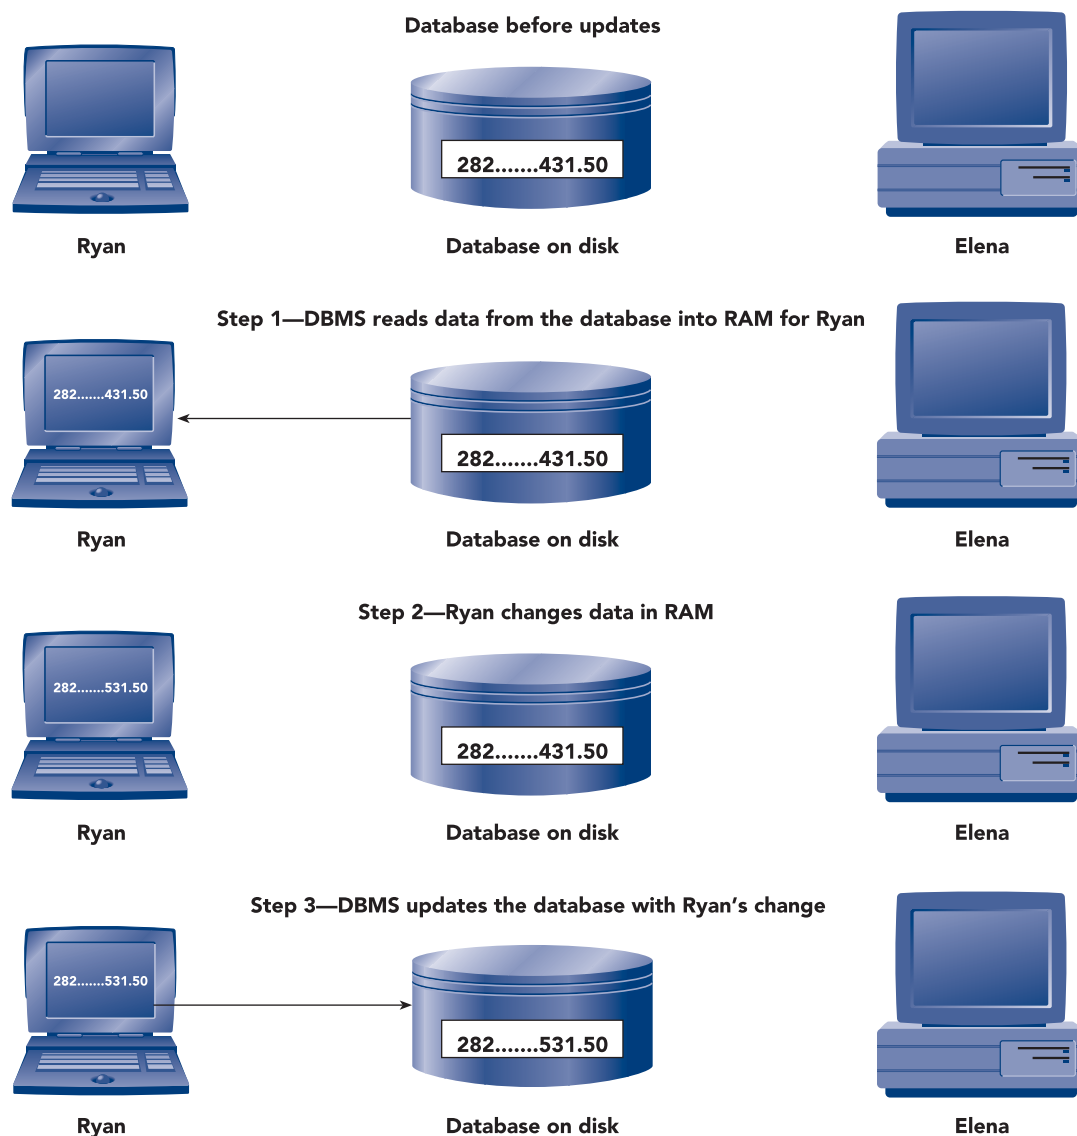 Database before updates
282.......431.50
Ryan
Database on disk
Elena
Step 1—DBMS reads data from the database into RAM for Ryan
282.......431.50
282.......431.50
Ryan
Database on disk
Elena
Step 2—Ryan changes data in RAM
282.......531.50
282.......431.50
Ryan
Database on disk
Elena
Step 3—DBMS updates the database with Ryan’s change
282.......531.50
282.......531.50
Ryan
Database on disk
Elena